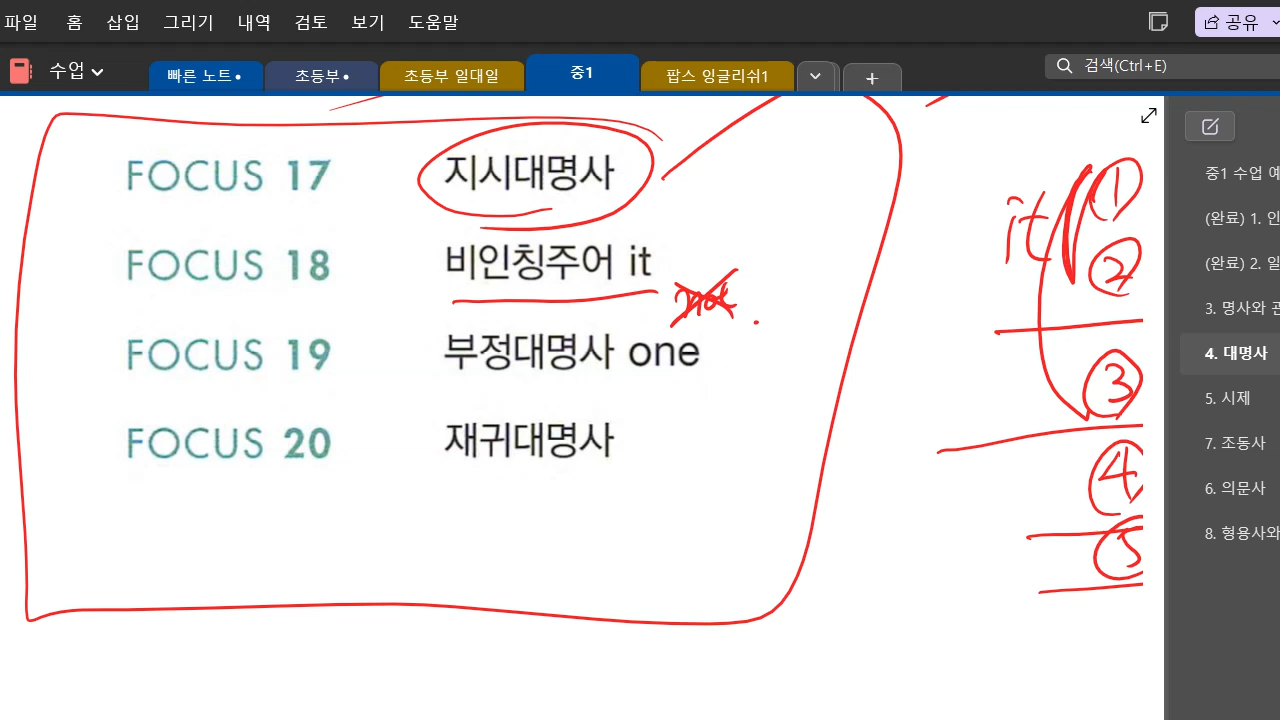 파일 홈 삽입 그리기 내역 검토 보기 도움말 공유
수업 빠른 노트 초등부 초등부 일대일 중1 팝스 잉글리쉬1 + 검색(Ctrl+E)
FOCUS 17 지시대명사
FOCUS 18 비인칭주어 it
FOCUS 19 부정대명사 one
FOCUS 20 재귀대명사
it ①
②
③
④
⑤
중1 수업 예
(완료) 1. 인
(완료) 2. 일
3. 명사와 관
4. 대명사
5. 시제
7. 조동사
6. 의문사
8. 형용사와